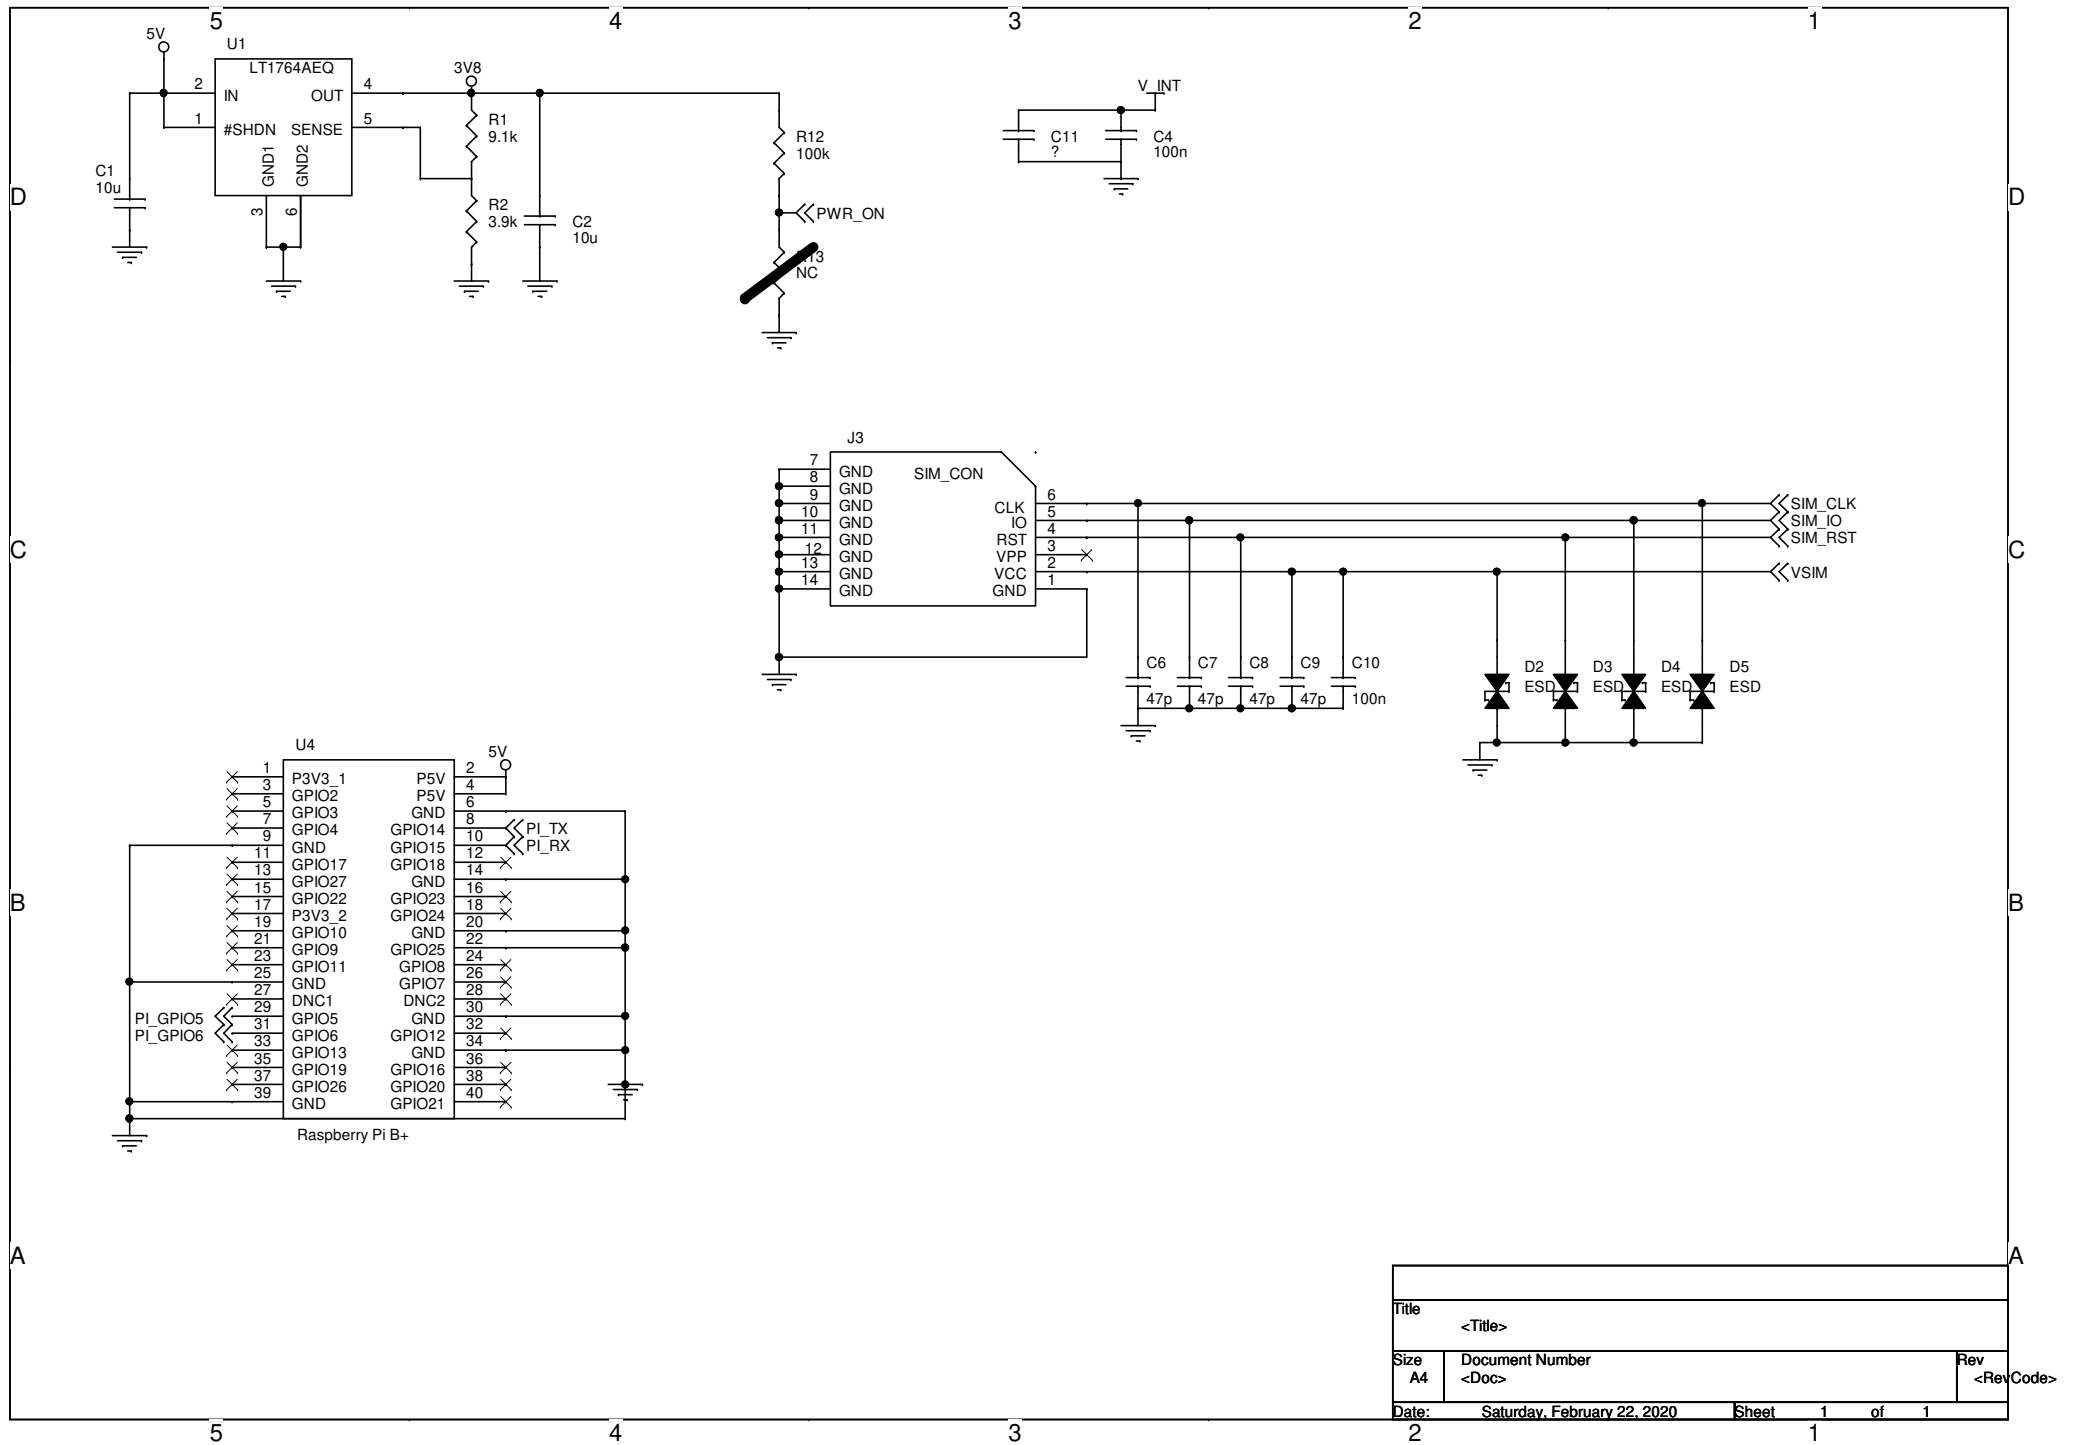 5 4 3 2 1
5V
U1
LT1764AEQ
2 IN
OUT 4
1 #SHDN
SENSE 5
GND1 GND2
3 6
C1
10u
3V8
R1
9.1k
R2
3.9k
C2
10u
R12
100k
PWR_ON
NC
V_INT
C11
?
C4
100n
D D
J3
SIM_CON
7 GND
8 GND
9 GND
10 GND
11 GND
12 GND
13 GND
14 GND
CLK 6
IO 5
RST 4
VPP 3
VCC 2
GND 1
SIM_CLK
SIM_IO
SIM_RST
VSIM
C C
C6 C7 C8 C9 C10
47p 47p 47p 47p 100n
D2 D3 D4 D5
ESD ESD ESD ESD
U4
5V
1 P3V3_1 P5V 2
3 GPIO2 P5V 4
5 GPIO3 GND 6
7 GPIO4 GPIO14 8 PI_TX
9 GND GPIO15 10 PI_RX
11 GPIO17 GPIO18 12
13 GPIO27 GND 14
15 GPIO22 GPIO23 16
17 P3V3_2 GPIO24 18
19 GPIO10 GND 20
21 GPIO9 GPIO25 22
23 GPIO11 GPIO8 24
25 GND GPIO7 26
27 DNC1 DNC2 28
PI_GPIO5 29 GPIO5 GND 30
PI_GPIO6 31 GPIO6 GPIO12 32
33 GPIO13 GND 34
35 GPIO19 GPIO16 36
37 GPIO26 GPIO20 38
39 GND GPIO21 40
Raspberry Pi B+
B B
A A
Title
<Title>
Size Document Number Rev
A4 <Doc> <RevCode>
Date: Saturday, February 22, 2020 Sheet 1 of 1
5 4 3 2 1